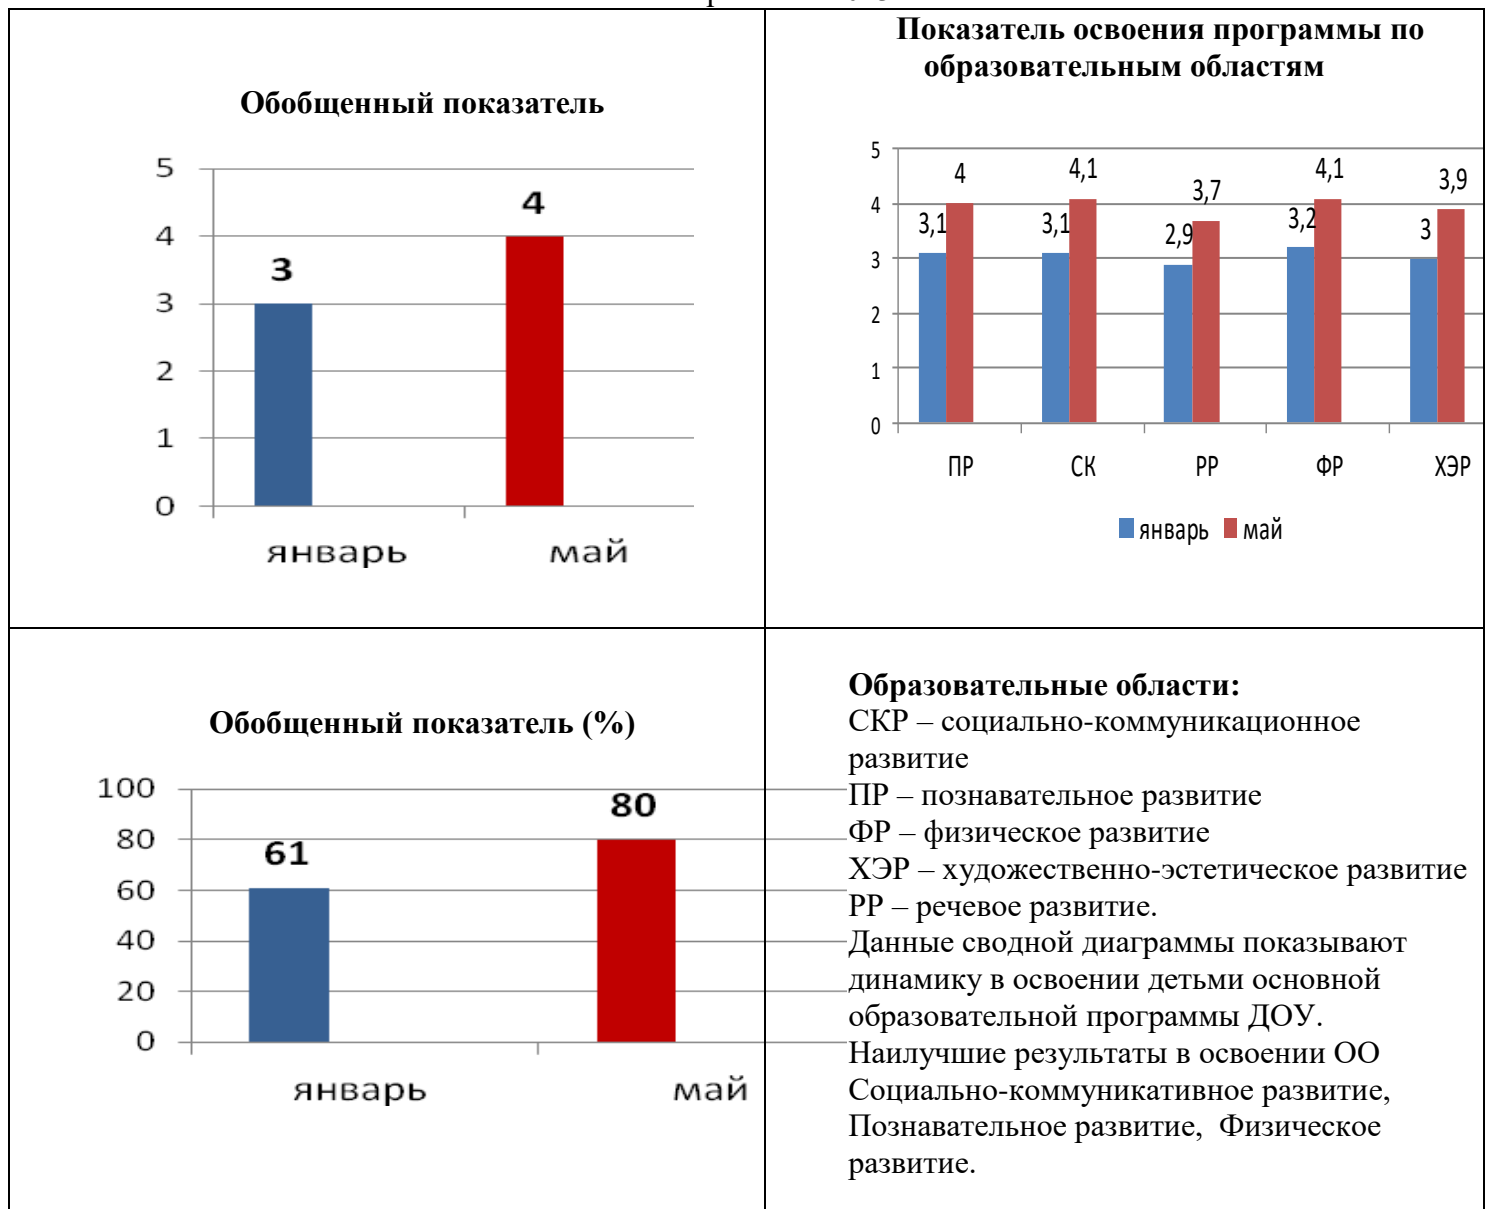 Обобщенный показатель
5
4
3
2
1
0
3
4
январь май
Показатель освоения программы по
образовательным областям
5
4
3
2
1
0
3,1 4 3,1 4,1 2,9 3,7 3,2 4,1 3 3,9
ПР СК РР ФР ХЭР
январь май
Обобщенный показатель (%)
100
80
60
40
20
0
61
80
январь май
Образовательные области:
СКР – социально-коммуникационное
развитие
ПР – познавательное развитие
ФР – физическое развитие
ХЭР – художественно-эстетическое развитие
РР – речевое развитие.
Данные сводной диаграммы показывают
динамику в освоении детьми основной
образовательной программы ДОУ.
Наилучшие результаты в освоении ОО
Социально-коммуникативное развитие,
Познавательное развитие, Физическое
развитие.